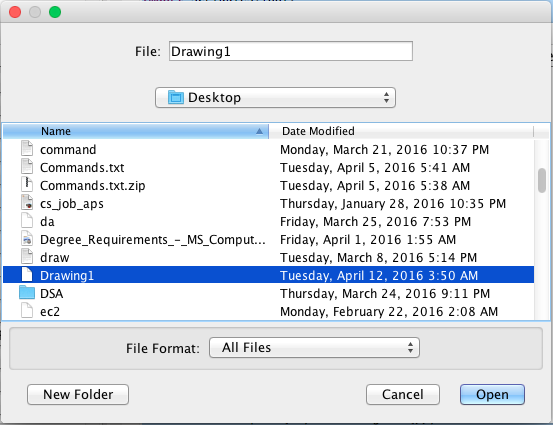 File: Drawing1
Desktop
Name Date Modified
command Monday, March 21, 2016 10:37 PM
Commands.txt Tuesday, April 5, 2016 5:41 AM
Commands.txt.zip Tuesday, April 5, 2016 5:38 AM
cs_job_aps Thursday, January 28, 2016 10:35 PM
da Friday, March 25, 2016 7:53 PM
Degree_Requirements_-_MS_Comput... Friday, April 1, 2016 1:55 AM
draw Tuesday, March 8, 2016 5:14 PM
Drawing1 Tuesday, April 12, 2016 3:50 AM
DSA Thursday, March 24, 2016 9:11 PM
ec2 Monday, February 22, 2016 2:08 AM
File Format: All Files
New Folder Cancel Open